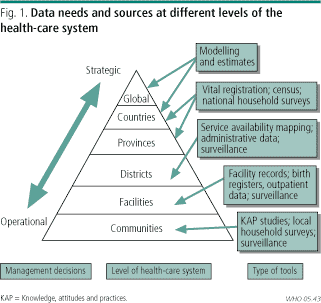 Fig. 1. Data needs and sources at different levels of the
health-care system
Strategic
Modelling
and estimates
Global
Vital registration; census;
national household surveys
Countries
Service availability mapping;
administrative data;
surveillance
Provinces
Districts
Facility records; birth
registers, outpatient
data; surveillance
Facilities
Operational
Communities
KAP studies; local
household surveys;
surveillance
Management decisions
Level of health-care system
Type of tools
KAP = Knowledge, attitudes and practices.
WHO 05.43